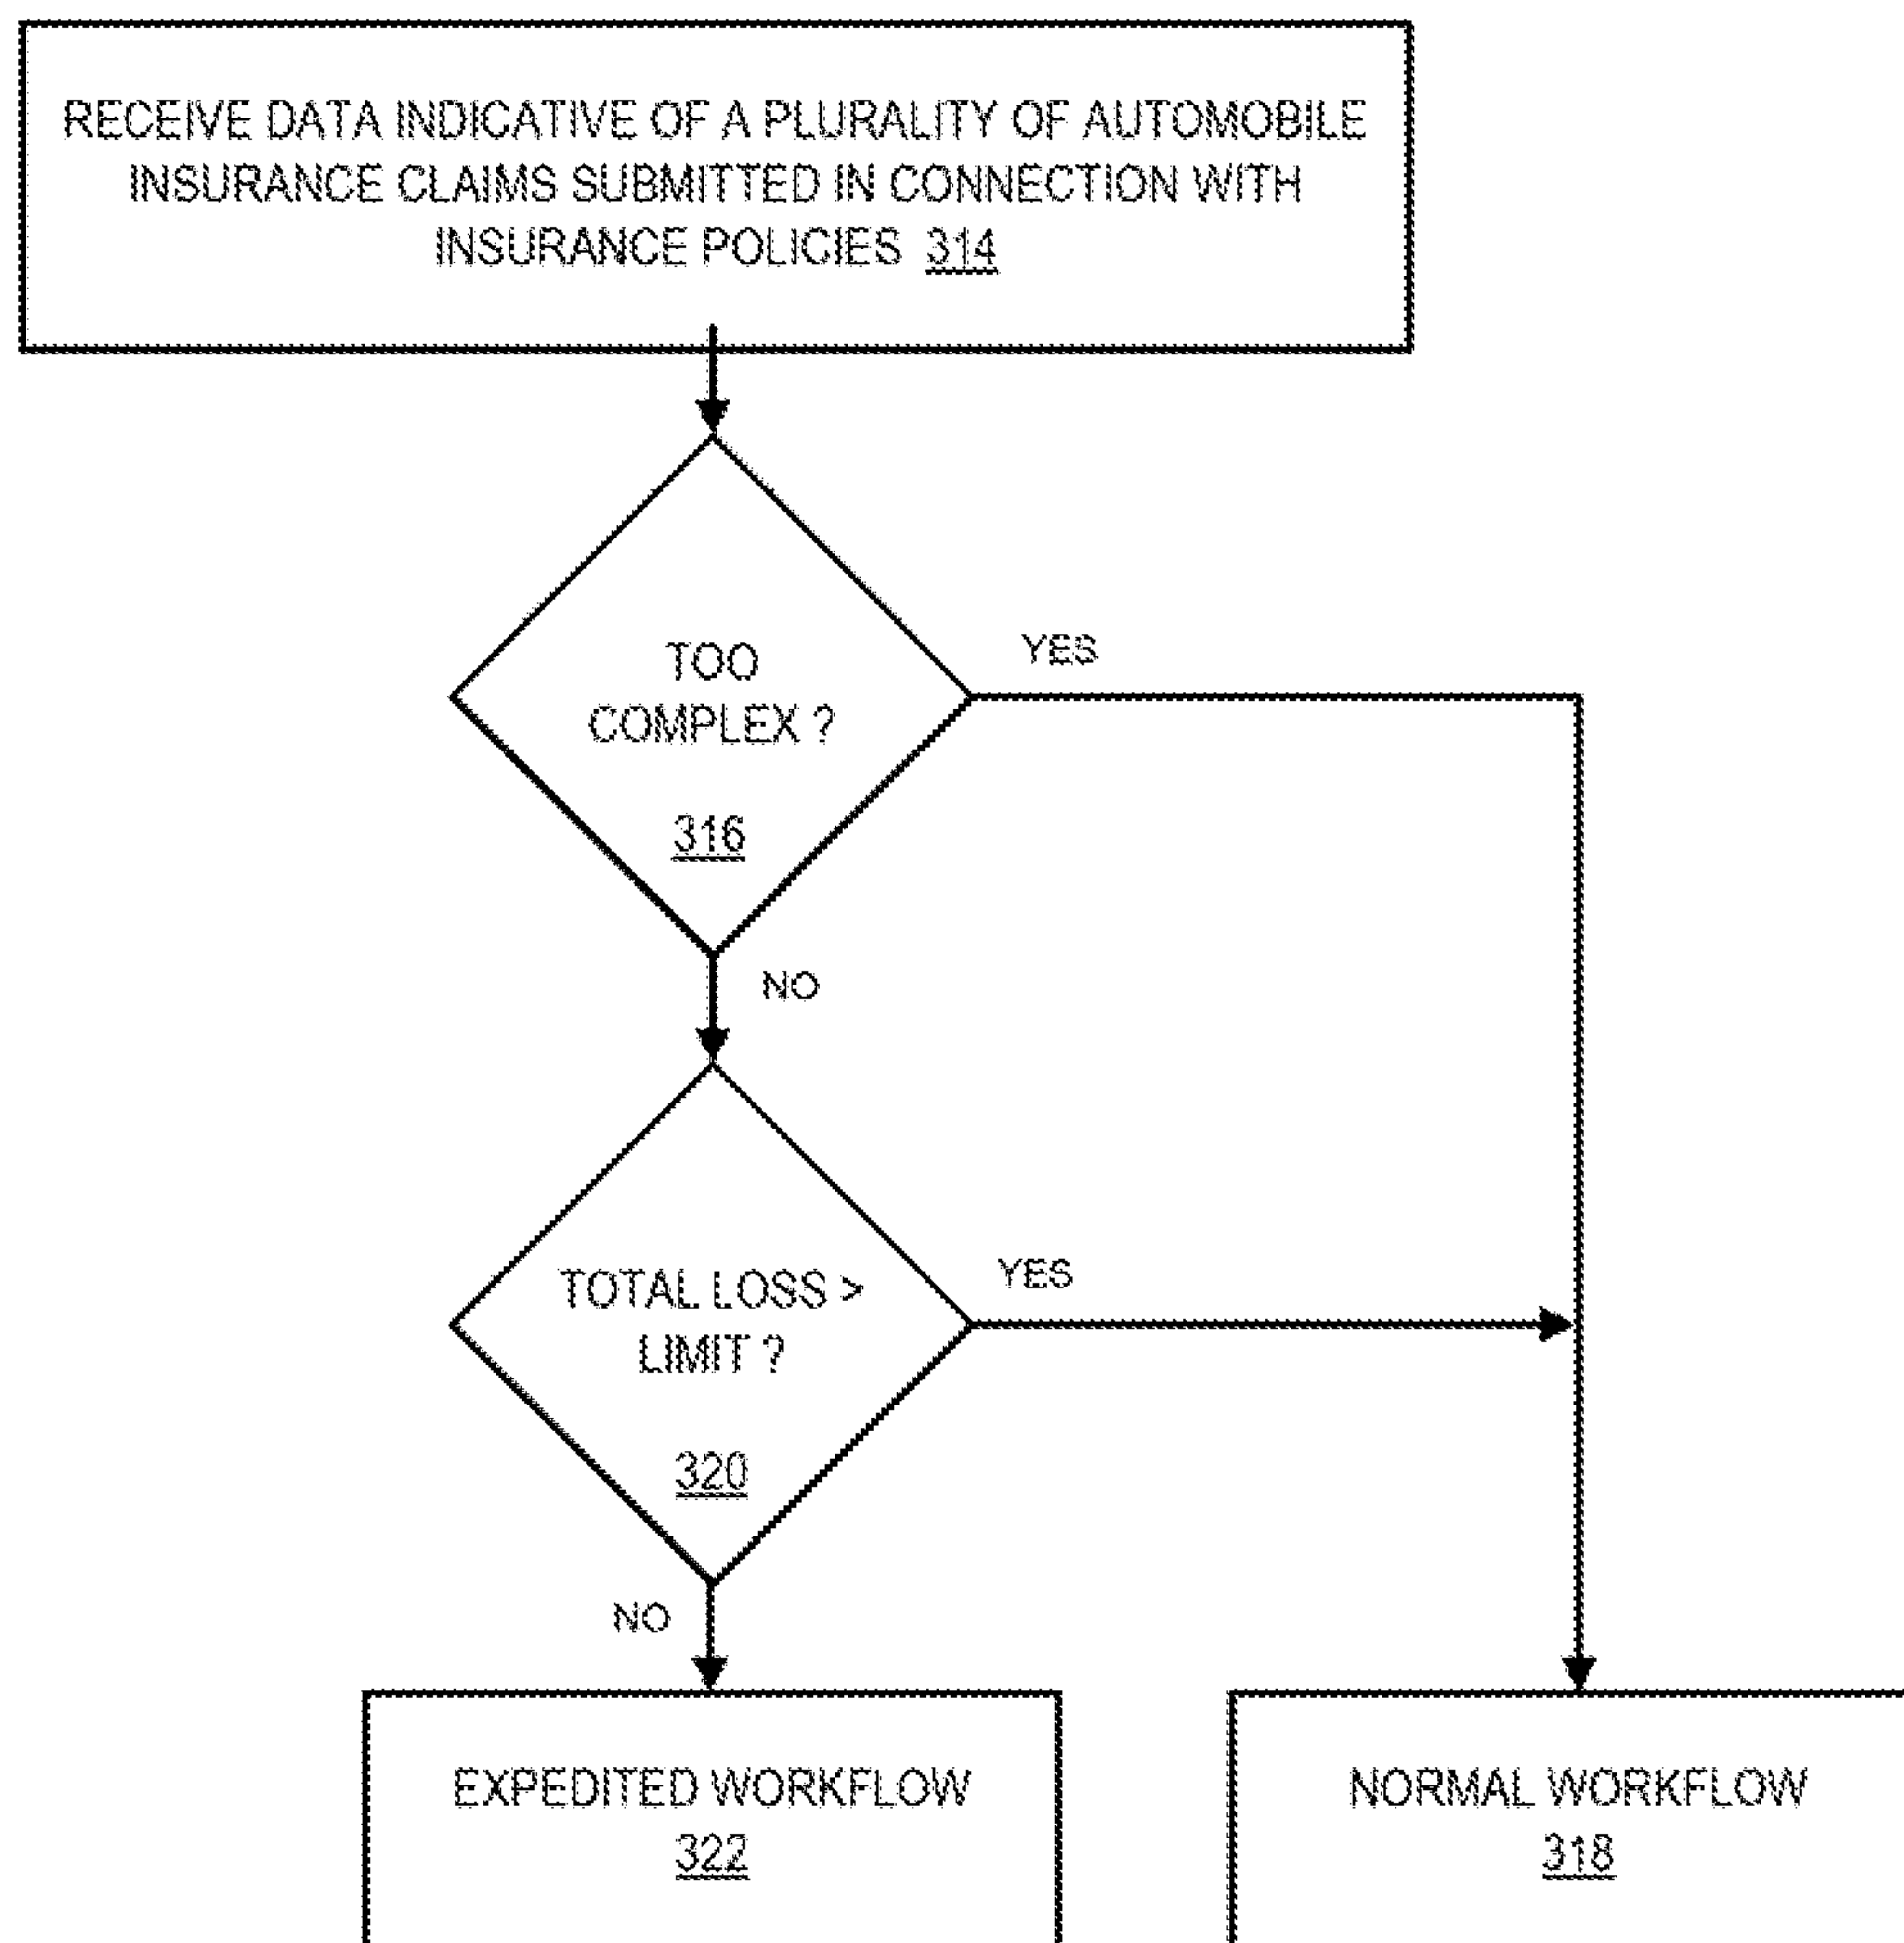 RECEIVE DATA INDICATIVE OF A PLURALITY OF AUTOMOBILE
INSURANCE CLAIMS SUBMITTED IN CONNECTION WITH
INSURANCE POLICIES 314
TOO
COMPLEX ?
316
YES
NO
TOTAL LOSS >
LIMIT ?
320
YES
NO
EXPEDITED WORKFLOW
322
NORMAL WORKFLOW
318